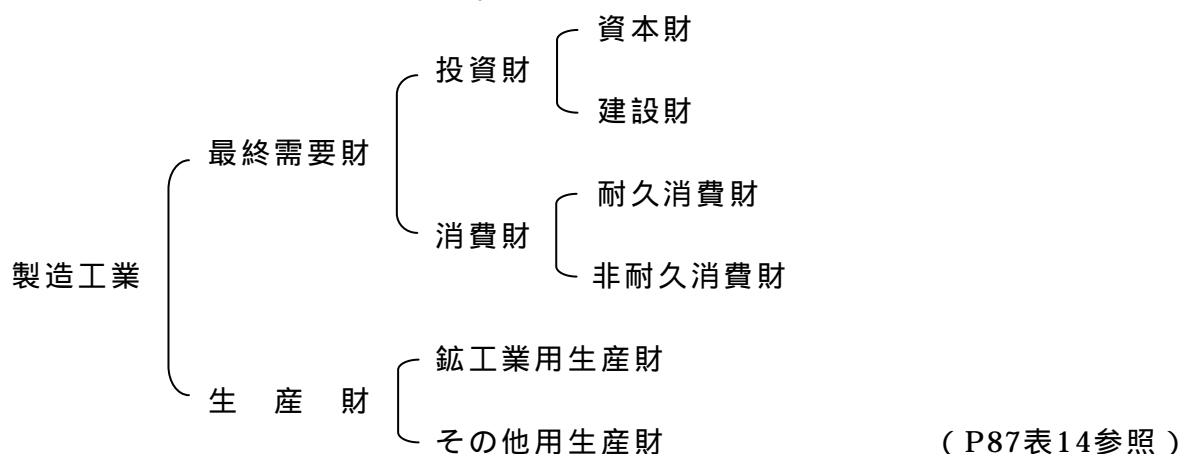 資本財
投資財
建設財
最終需要財
耐久消費財
消費財
製造工業
非耐久消費財
鉱工業用生産財
生 産 財
その他用生産財 (P87表14参照)